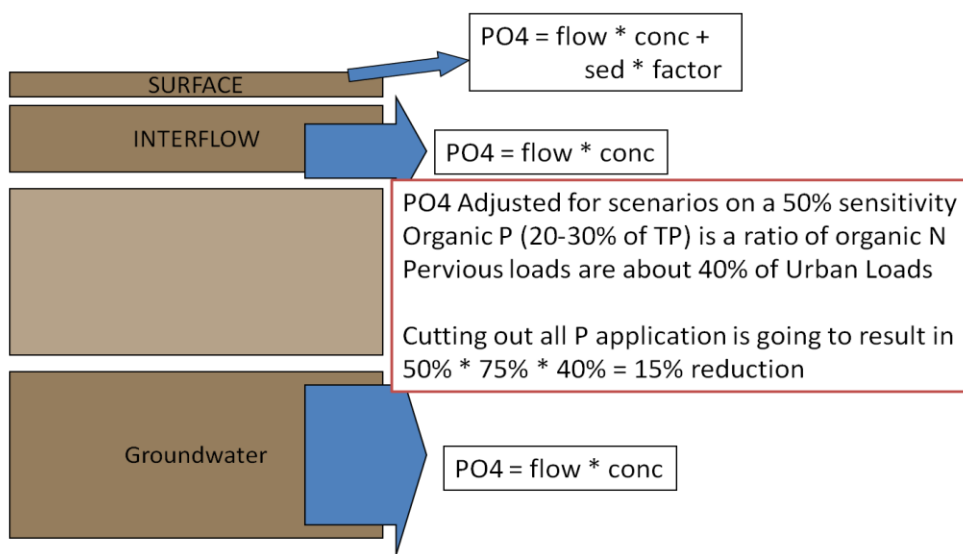 PO4 = flow * conc +
sed * factor
SURFACE
INTERFLOW
PO4 = flow * conc
PO4 Adjusted for scenarios on a 50% sensitivity
Organic P (20-30% of TP) is a ratio of organic N
Pervious loads are about 40% of Urban Loads
Cutting out all P application is going to result in
50% * 75% * 40% = 15% reduction
Groundwater
PO4 = flow * conc